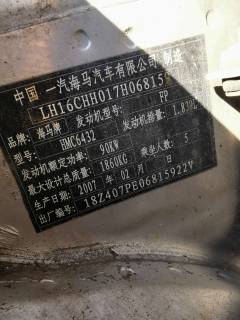 中国 一汽海马汽车有限公司 制造
LH16CHH017H06815
品牌：海马牌 发动机型号： FP
型号： HMC6432 发动机排量： 1.839L
发动机额定功率： 90KW
最大设计总质量： 1860KG 乘坐人数： 5
生产日期： 2007 年 02 月 日
出厂编号： 18Z407PB06815922V